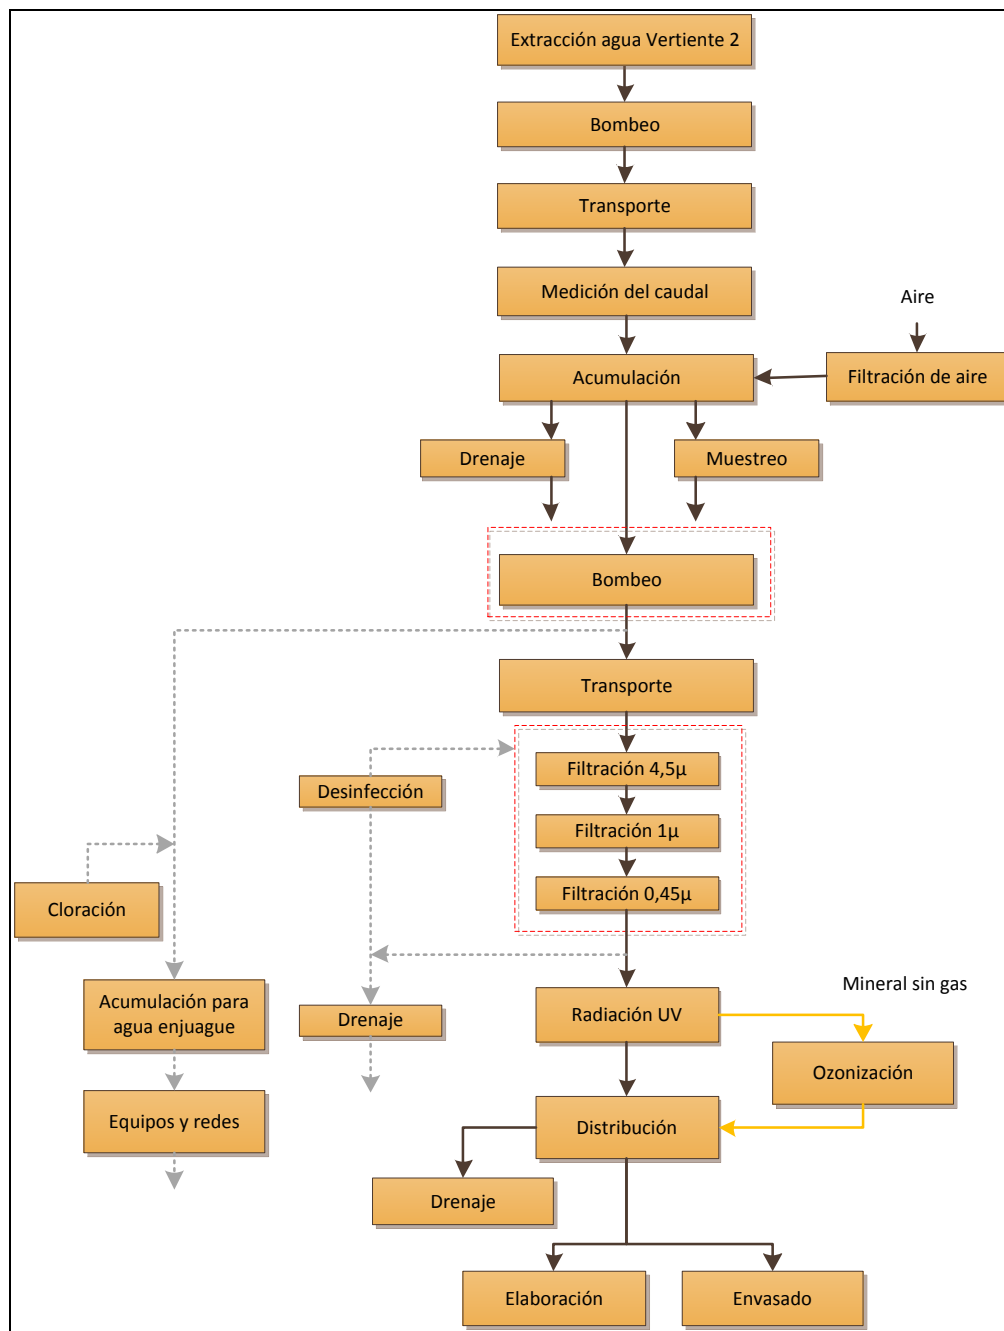 Extracción agua Vertiente 2
Bombeo
Transporte
Medición del caudal
Aire
Acumulación
Filtración de aire
Drenaje
Muestreo
Bombeo
Transporte
Filtración 4,5µ
Desinfección
Filtración 1µ
Filtración 0,45µ
Cloración
Mineral sin gas
Acumulación para
agua enjuague
Drenaje
Radiación UV
Ozonización
Equipos y redes
Distribución
Drenaje
Elaboración
Envasado